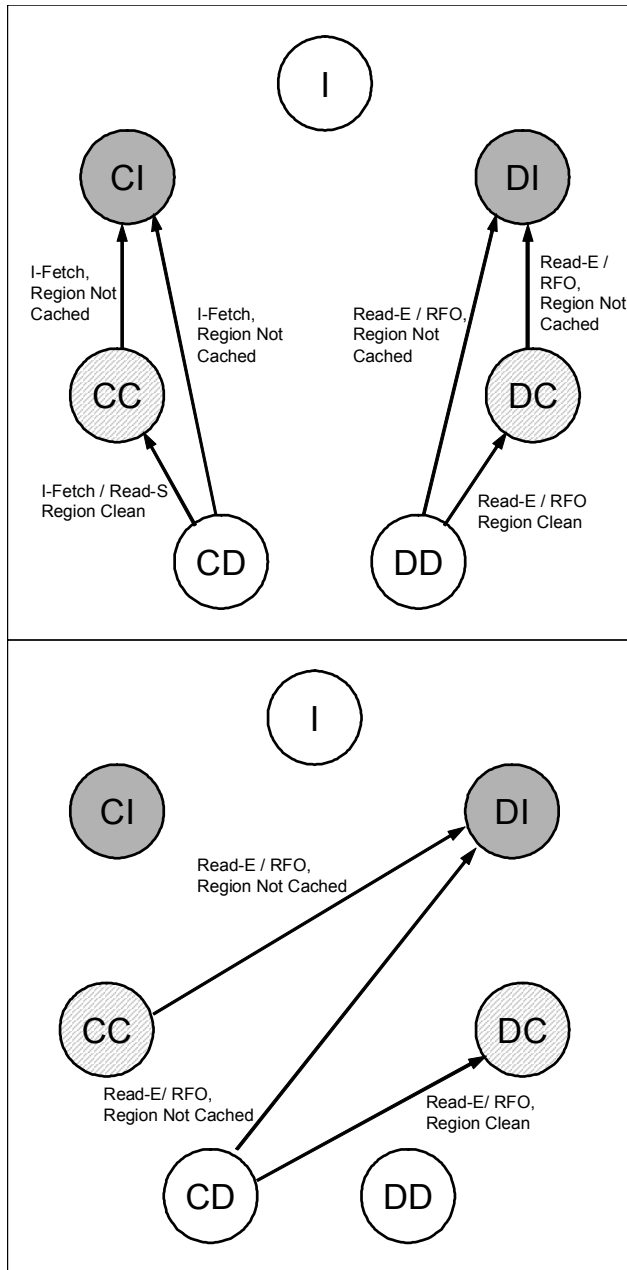 I
CI
DI
I-Fetch,
Region Not
Cached
I-Fetch,
Region Not
Cached
Read-E / RFO,
Region Not
Cached
Read-E /
RFO,
Region Not
Cached
CC
DC
I-Fetch / Read-S
Region Clean
Read-E / RFO
Region Clean
CD
DD
I
CI
DI
Read-E / RFO,
Region Not Cached
CC
DC
Read-E/ RFO,
Region Not Cached
Read-E/ RFO,
Region Clean
CD
DD